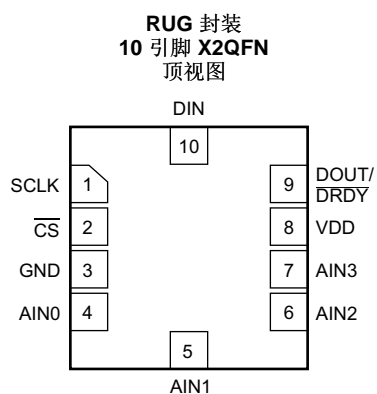 RUG 封装
10 引脚 X2QFN
顶视图
DIN
10
SCLK 1 9 DOUT/
DRDY
CS 2 8 VDD
GND 3 7 AIN3
AIN0 4 6 AIN2
5
AIN1